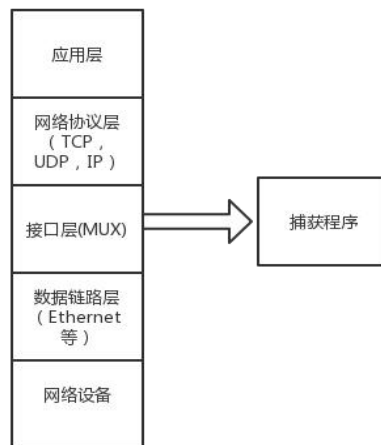 应用层
网络协议层
（TCP，
UDP，IP）
接口层(MUX)
捕获程序
数据链路层
（Ethernet
等）
网络设备